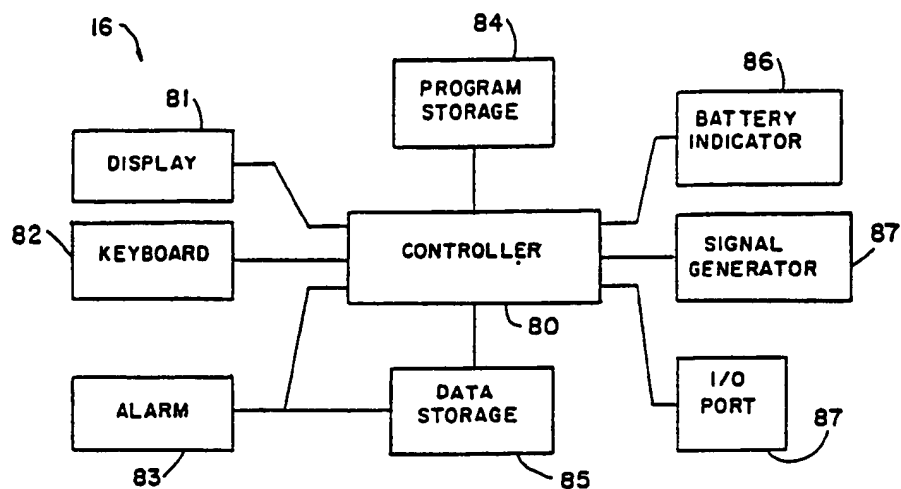 16
84
PROGRAM
STORAGE
86
BATTERY
INDICATOR
81
DISPLAY
82
KEYBOARD
CONTROLLER
80
SIGNAL
GENERATOR
87
ALARM
83
DATA
STORAGE
85
I/O
PORT
87